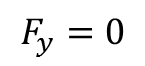 F_y = 0